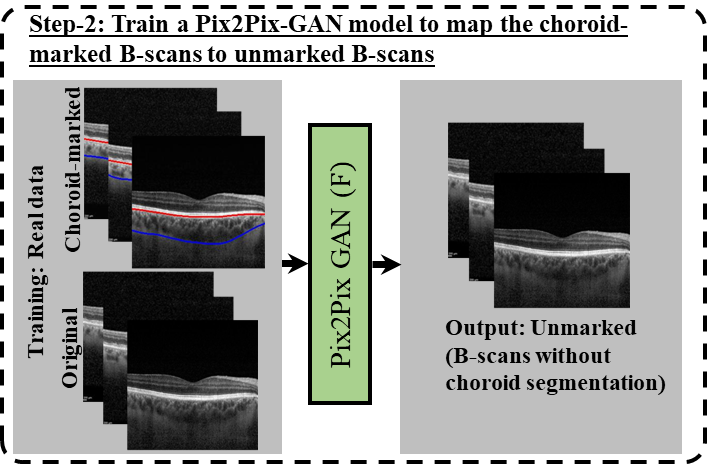 Step-2: Train a Pix2Pix-GAN model to map the choroid-
marked B-scans to unmarked B-scans
Training: Real data
Choroid-marked
Original
Pix2Pix GAN (F)
Output: Unmarked
(B-scans without
choroid segmentation)